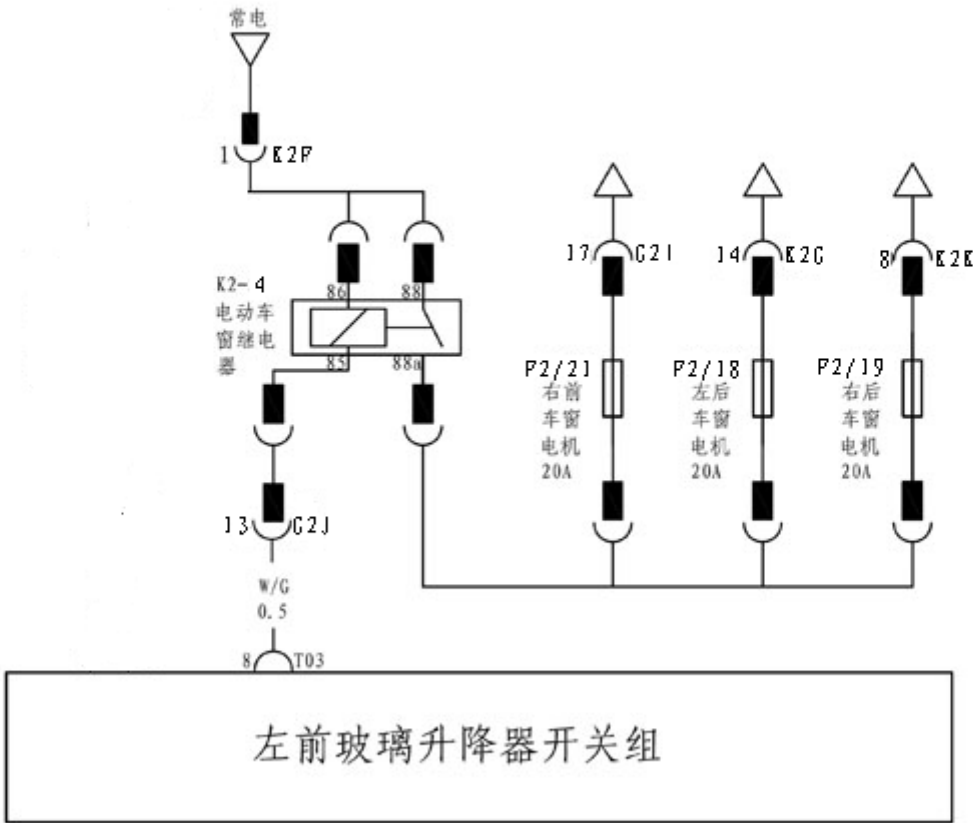 常电
1 K2F
17 G2I
14 K2G
8 K2K
K2-4
电动车
窗继电
器
86
88
85
88a
F2/21
右前
车窗
电机
20A
F2/18
左后
车窗
电机
20A
F2/19
右后
车窗
电机
20A
13 G2J
W/G
0.5
8 T03
左前玻璃升降器开关组